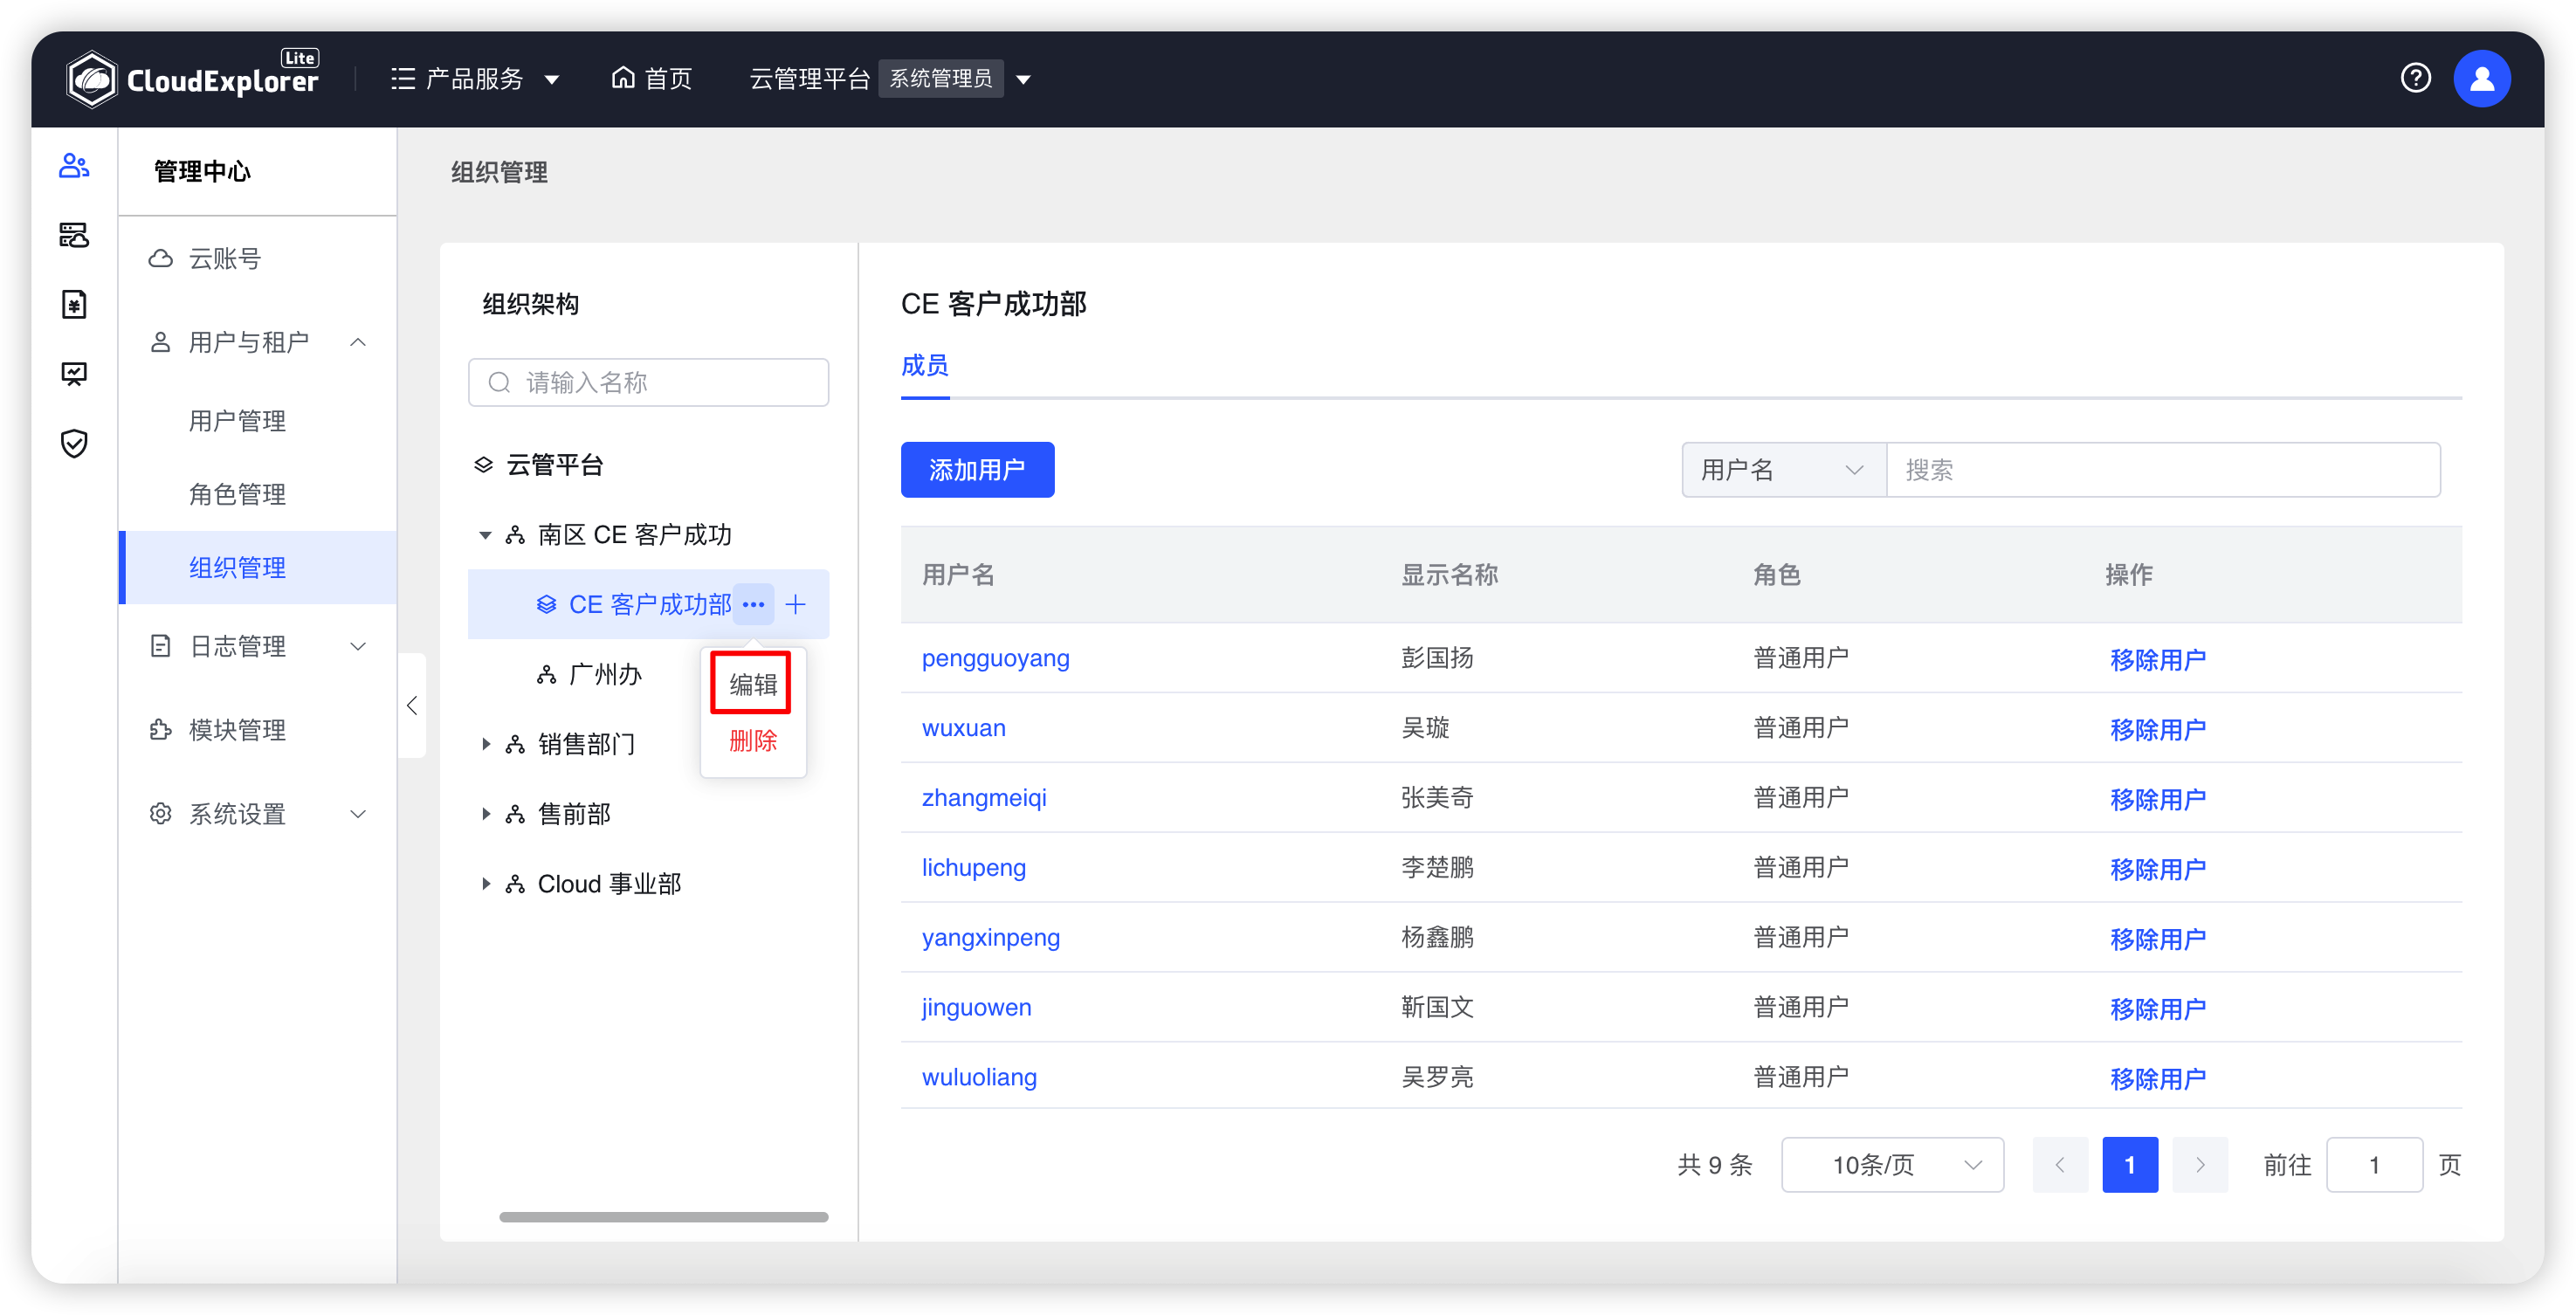 CloudExplorer Lite 产品服务 首页 云管理平台 系统管理员
管理中心
云账号
用户与租户
用户管理
角色管理
组织管理
日志管理
模块管理
系统设置
组织管理
组织架构
请输入名称
云管平台
南区 CE 客户成功
CE 客户成功部
广州办
销售部门
售前部
Cloud 事业部
编辑
删除
CE 客户成功部
成员
添加用户 用户名 搜索
用户名 显示名称 角色 操作
pengguoyang 彭国扬 普通用户 移除用户
wuxuan 吴璇 普通用户 移除用户
zhangmeiqi 张美奇 普通用户 移除用户
lichupeng 李楚鹏 普通用户 移除用户
yangxinpeng 杨鑫鹏 普通用户 移除用户
jinguowen 靳国文 普通用户 移除用户
wuluoliang 吴罗亮 普通用户 移除用户
共 9 条 10条/页 1 前往 1 页